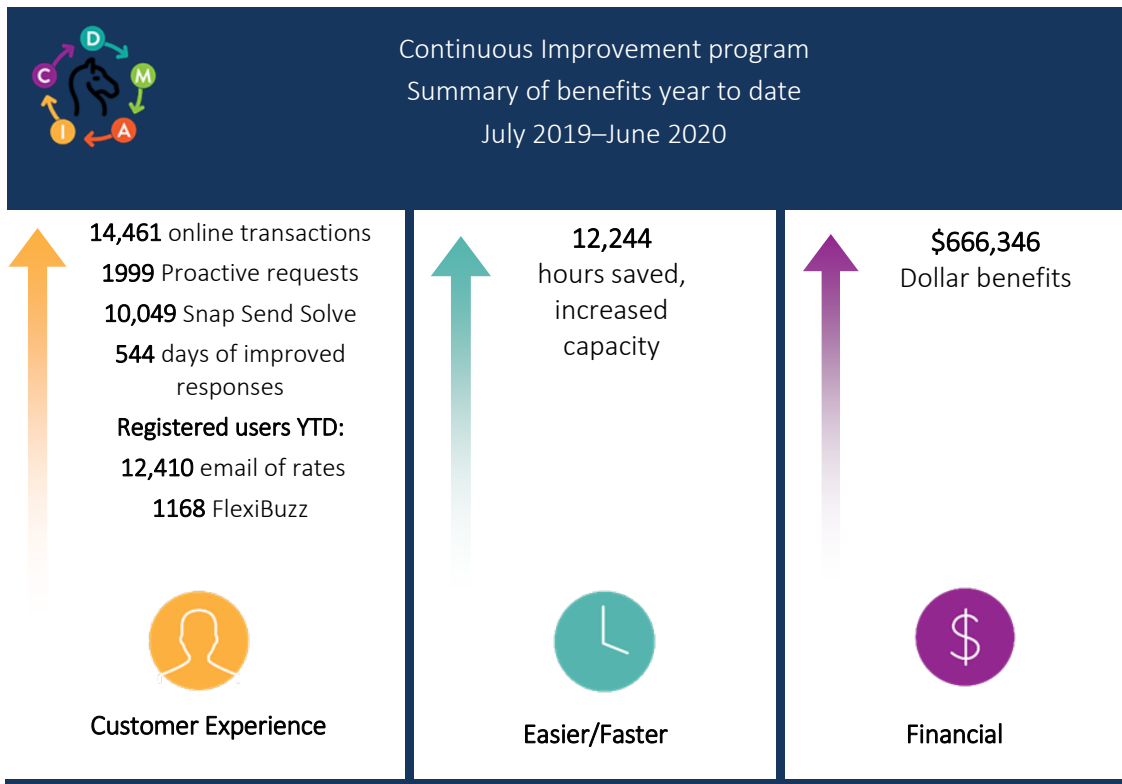 D
C
M
I
A
Continuous Improvement program
Summary of benefits year to date
July 2019–June 2020
14,461 online transactions
1999 Proactive requests
10,049 Snap Send Solve
544 days of improved
responses
Registered users YTD:
12,410 email of rates
1168 FlexiBuzz
Customer Experience
12,244
hours saved,
increased
capacity
Easier/Faster
$666,346
Dollar benefits
$
Financial